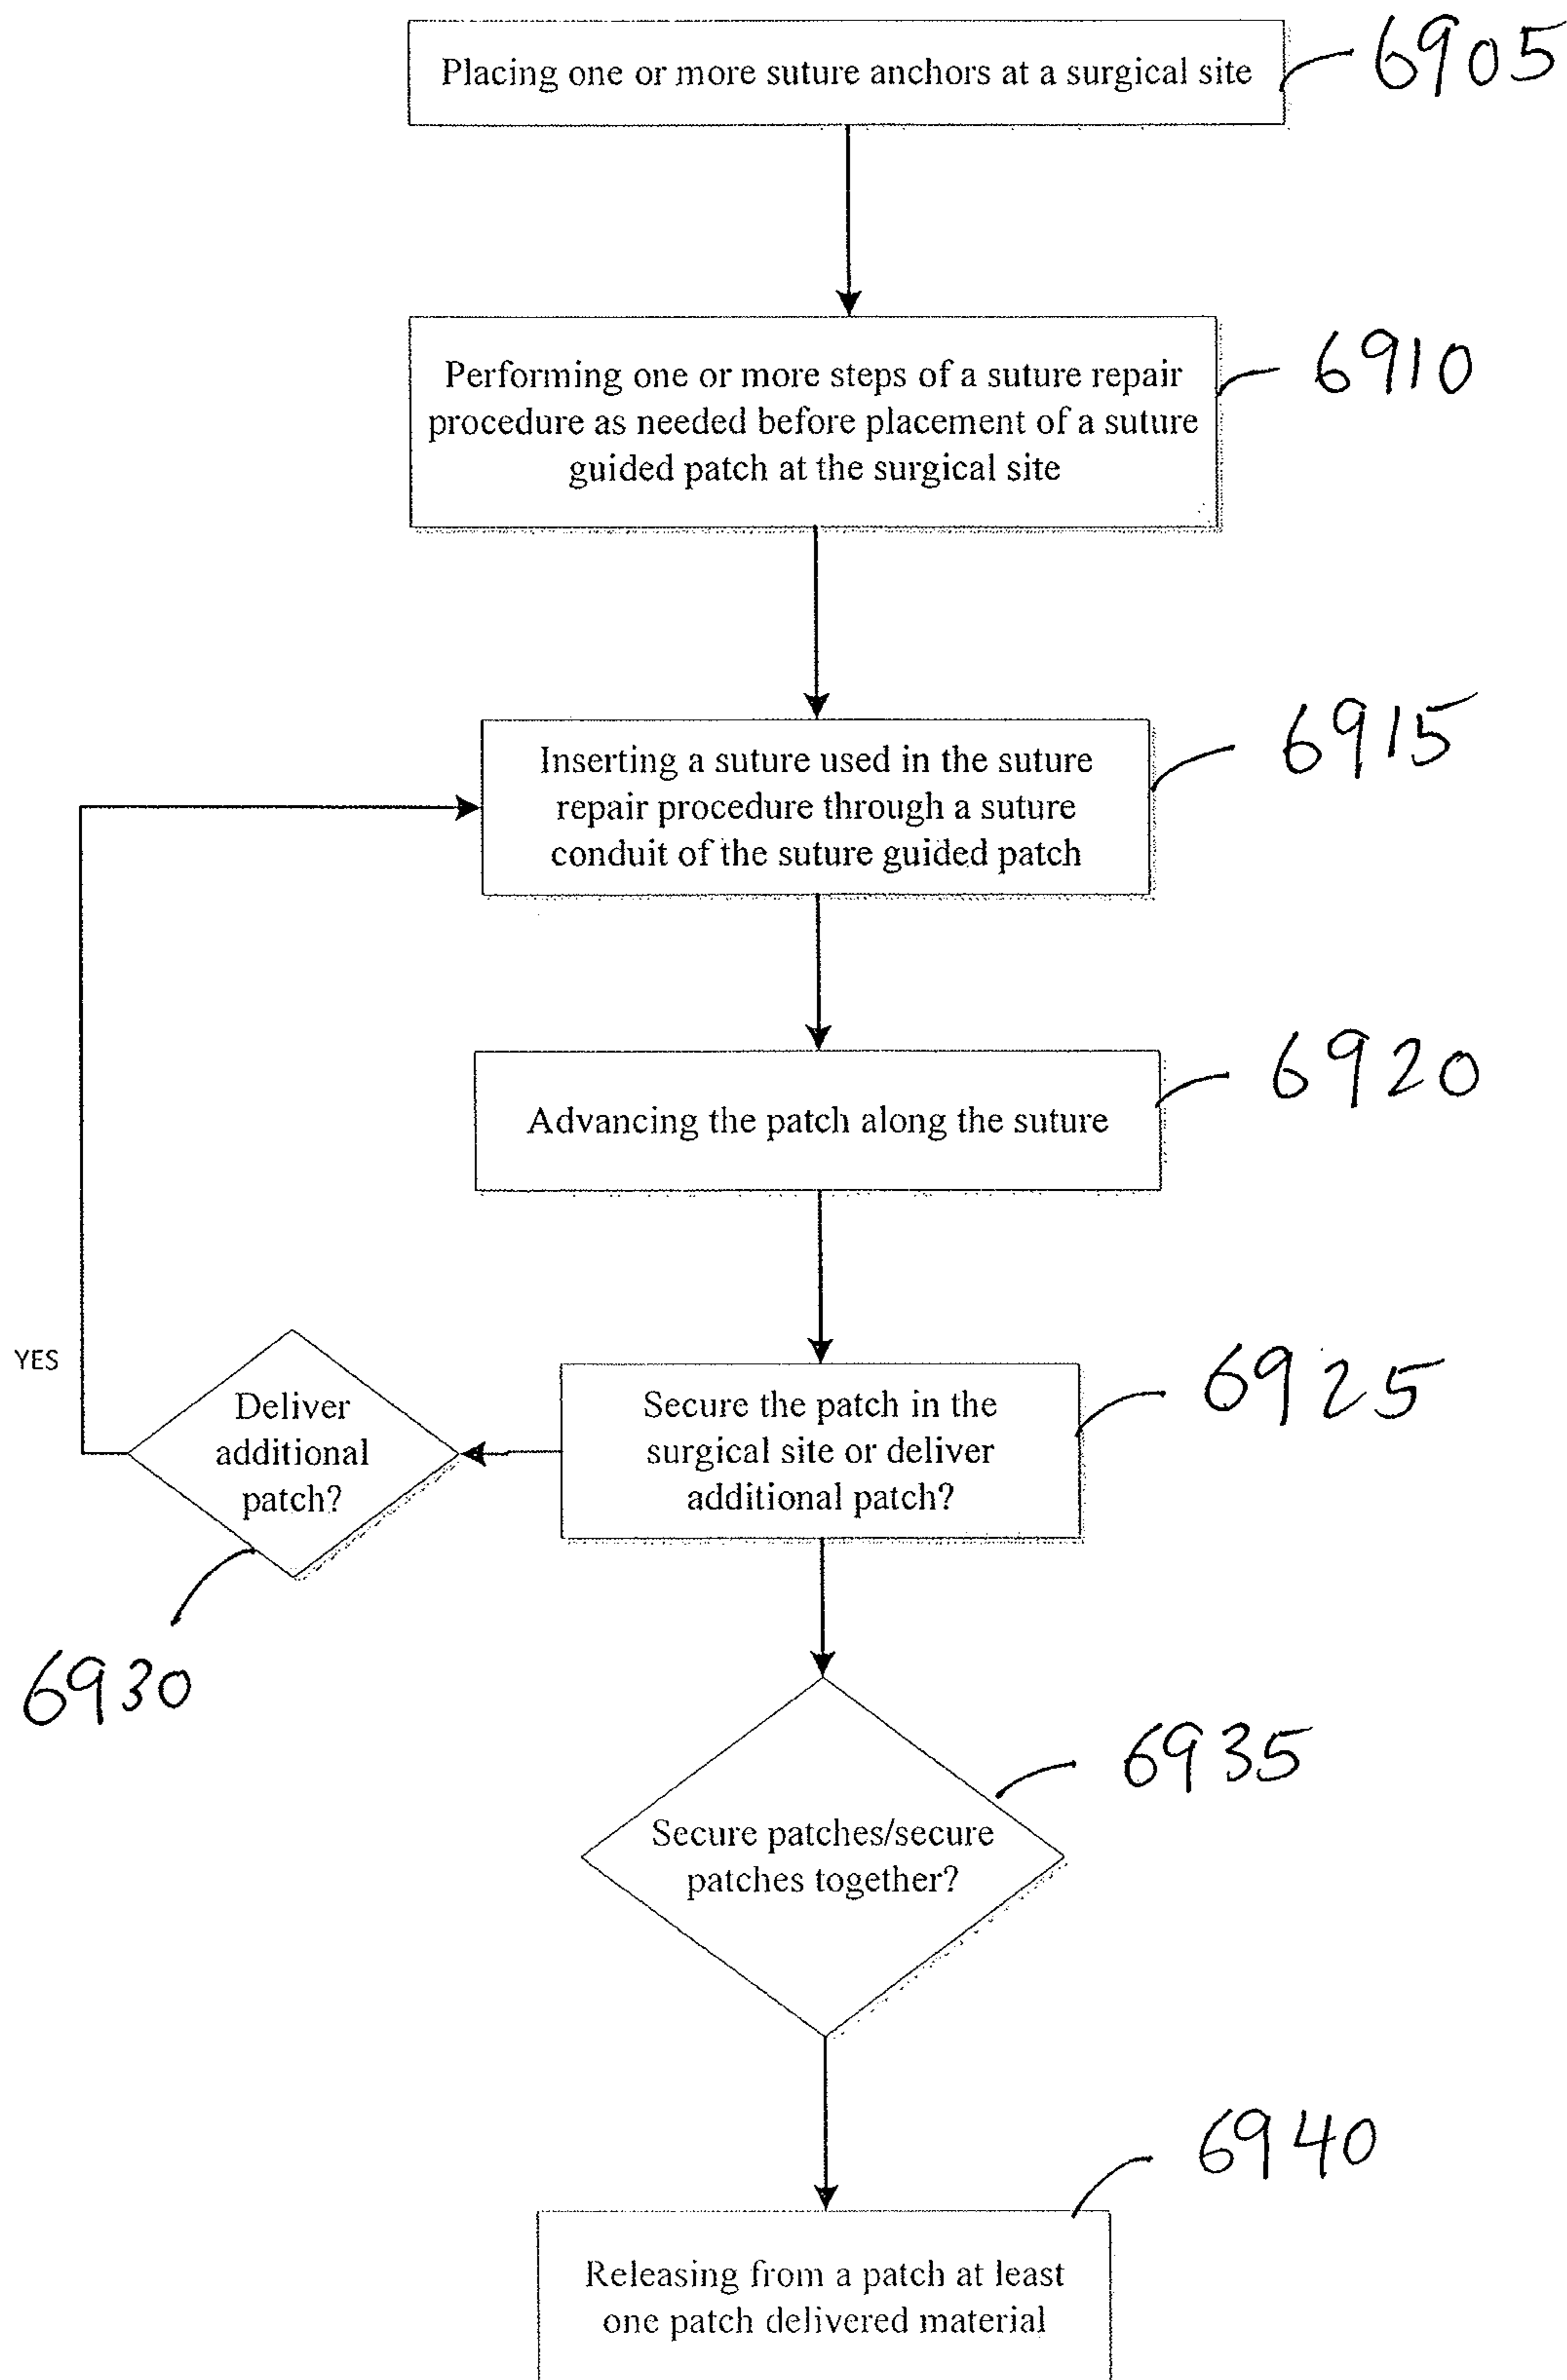 Placing one or more suture anchors at a surgical site
6905
Performing one or more steps of a suture repair
procedure as needed before placement of a suture
guided patch at the surgical site
6910
Inserting a suture used in the suture
repair procedure through a suture
conduit of the suture guided patch
6915
Advancing the patch along the suture
6920
Secure the patch in the
surgical site or deliver
additional patch?
6925
YES
Deliver
additional
patch?
6930
Secure patches/secure
patches together?
6935
Releasing from a patch at least
one patch delivered material
6940